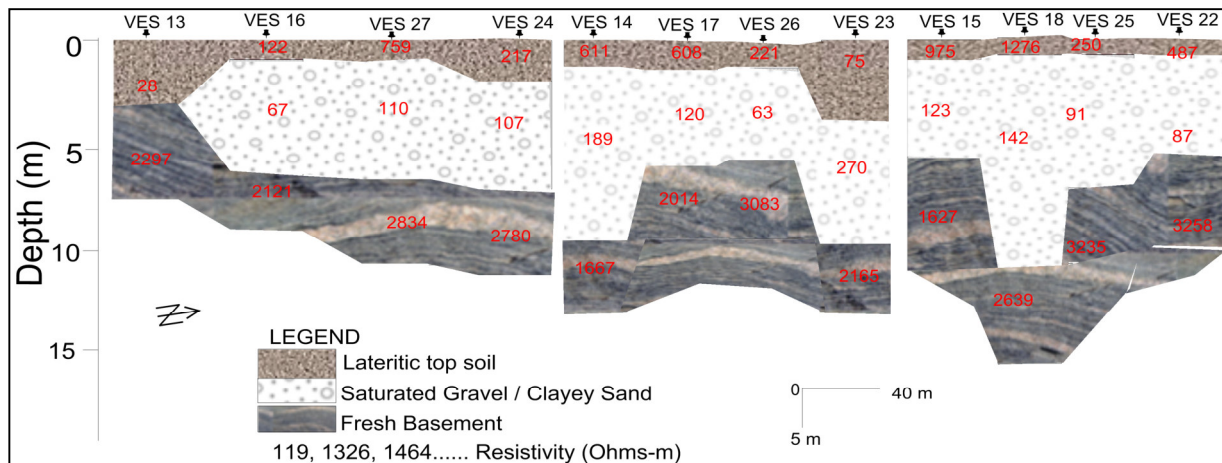 VES 13 VES 16 VES 27 VES 24 VES 14 VES 17 VES 26 VES 23 VES 15 VES 18 VES 25 VES 22
0 122 759 217 611 608 221 75 975 1276 250 487
28
67 110 107 189 120 63 270 123 142 91 87
5
2297 2121 2834 2780 2014 3083 1627 3235 3258
10
1667 2165 2639
15
Depth (m)
N
LEGEND
Lateritic top soil
Saturated Gravel / Clayey Sand
Fresh Basement
119, 1326, 1464...... Resistivity (Ohms-m)
0 40 m
5 m